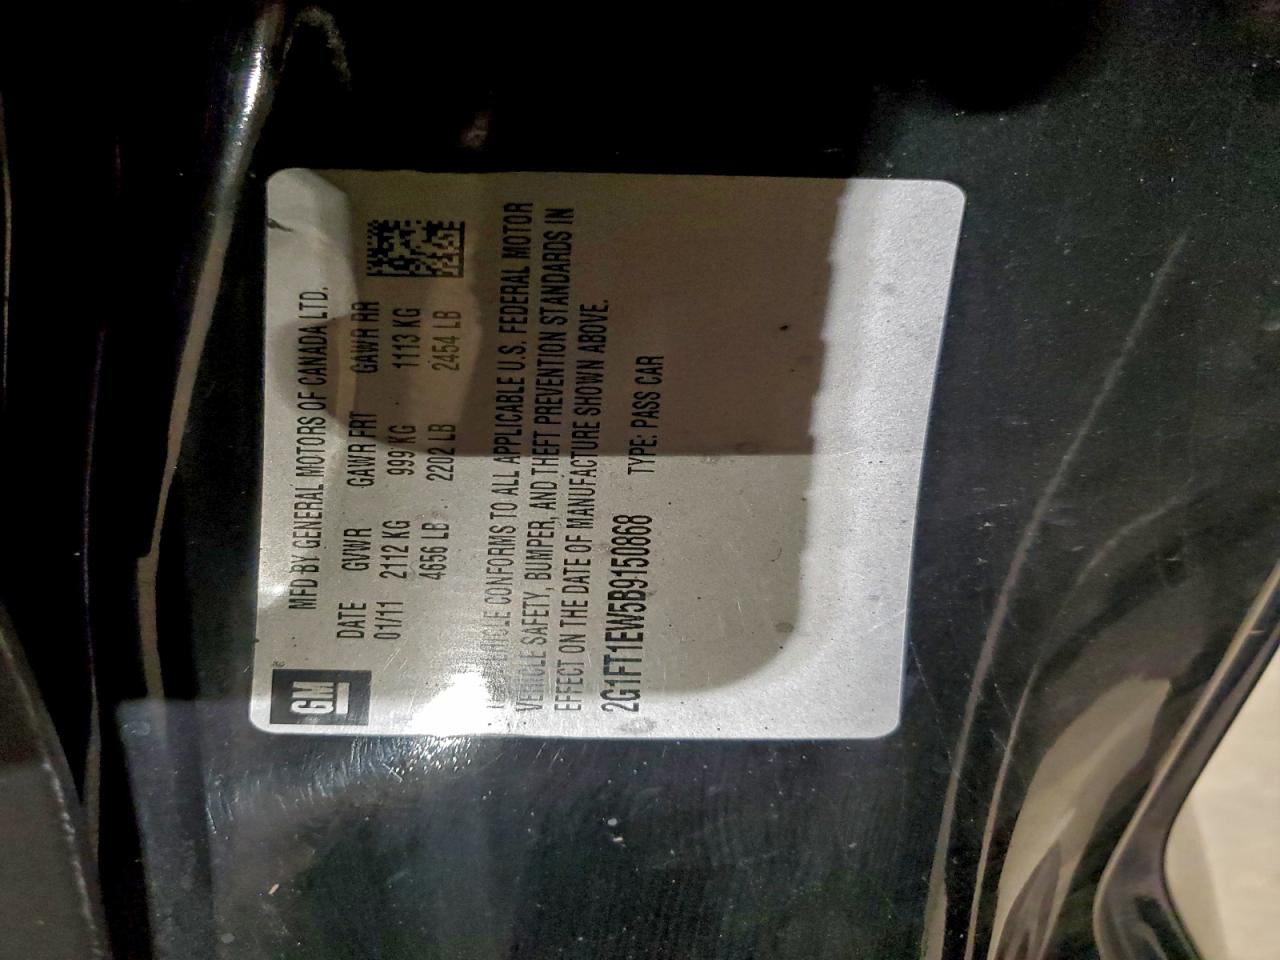 GM
MFD BY GENERAL MOTORS OF CANADA LTD.
DATE GVWR GAWR FRT GAWR RR
01/11 2112 KG 999 KG 1113 KG
4656 LB 2202 LB 2454 LB
VEHICLE CONFORMS TO ALL APPLICABLE U.S. FEDERAL MOTOR
VEHICLE SAFETY, BUMPER, AND THEFT PREVENTION STANDARDS IN
EFFECT ON THE DATE OF MANUFACTURE SHOWN ABOVE.
2G1FT1EW5B9150868 TYPE: PASS CAR